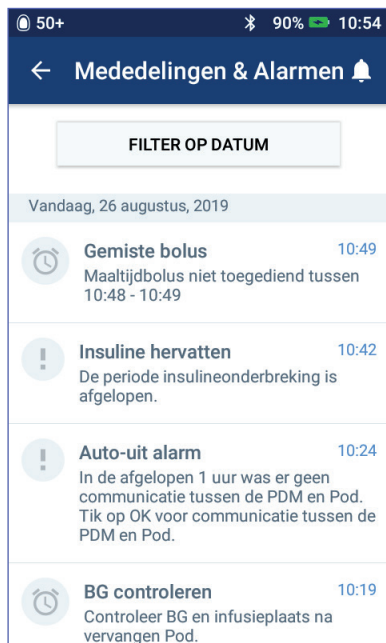 50+ 90% 10:54
Mededelingen & Alarmen
FILTER OP DATUM
Vandaag, 26 augustus, 2019
Gemiste bolus 10:49
Maaltijdbolus niet toegediend tussen
10:48 - 10:49
Insuline hervatten 10:42
De periode insulineonderbreking is
afgelopen.
Auto-uit alarm 10:24
In de afgelopen 1 uur was er geen
communicatie tussen de PDM en Pod.
Tik op OK voor communicatie tussen de
PDM en Pod.
BG controleren 10:19
Controleer BG en infusieplaats na
vervangen Pod.